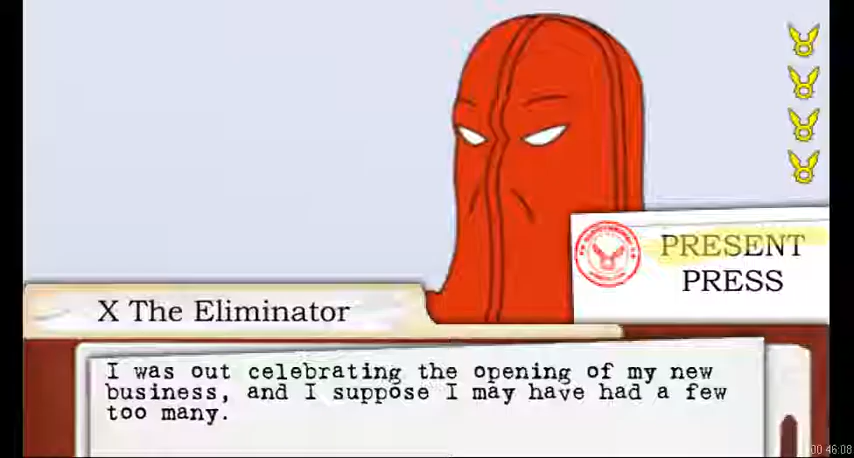 PRESENT
PRESS
X The Eliminator
I was out celebrating the opening of my new
business, and I suppose I may have had a few
too many.
00:46:08